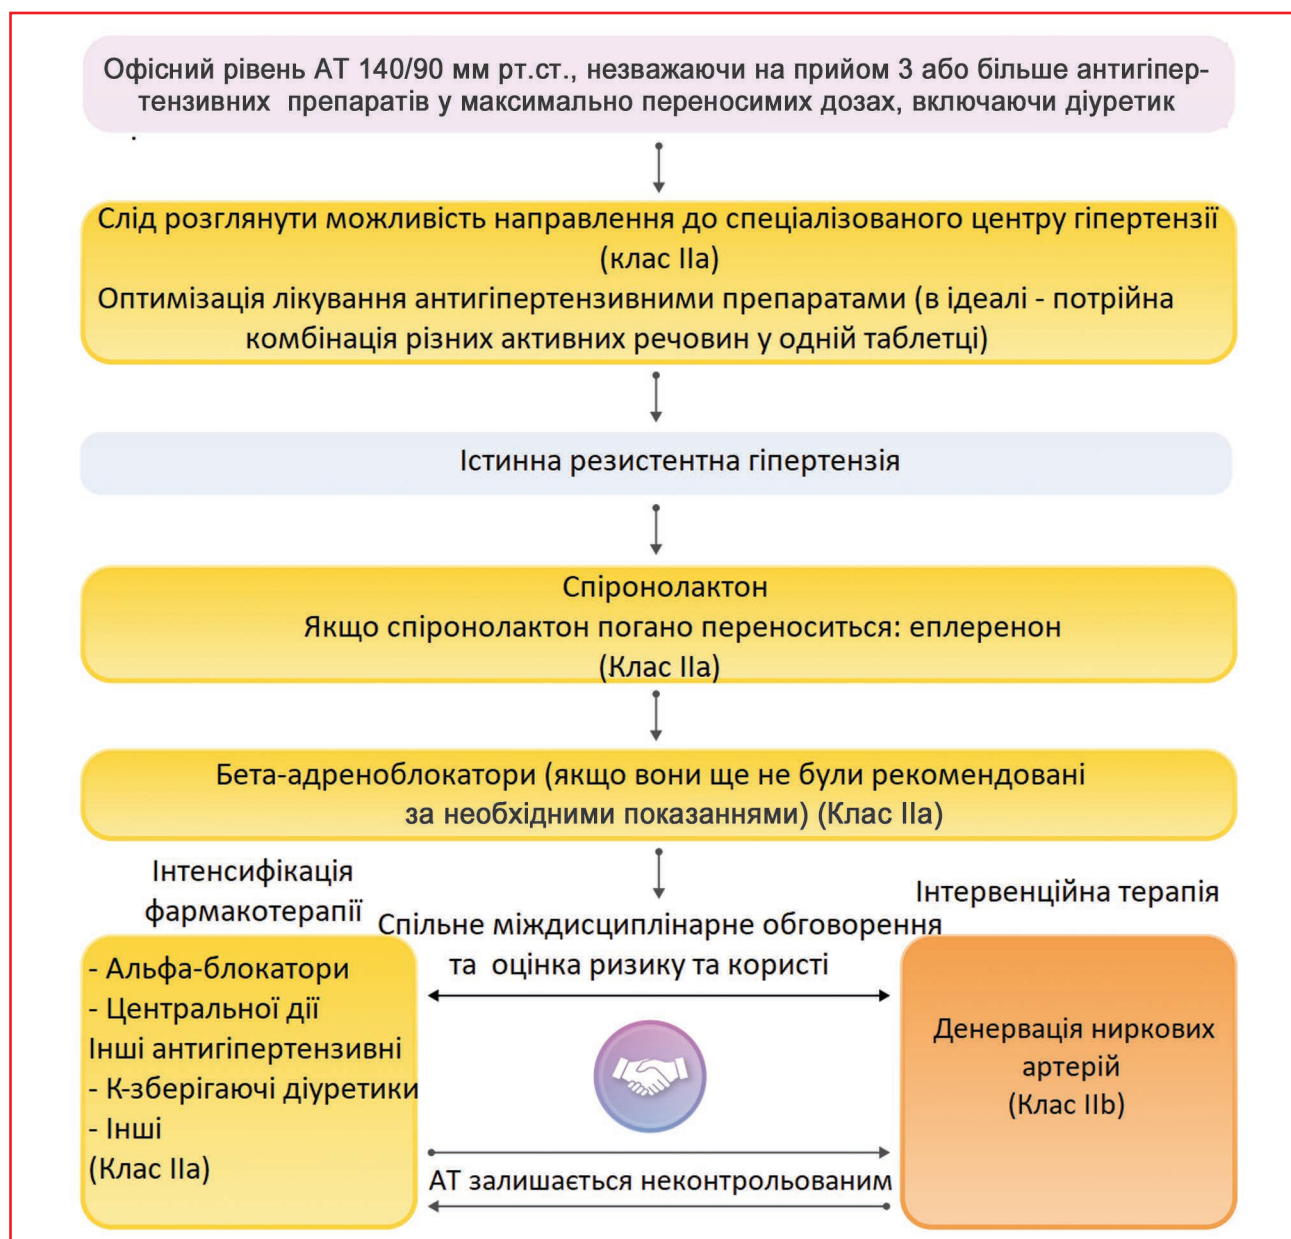 Офісний рівень АТ 140/90 мм рт.ст., незважаючи на прийом 3 або більше антигіпер-
тензивних препаратів у максимально переносимих дозах, включаючи діуретик
.
Слід розглянути можливість направлення до спеціалізованого центру гіпертензії
(клас IIa)
Оптимізація лікування антигіпертензивними препаратами (в ідеалі - потрійна
комбінація різних активних речовин у одній таблетці)
Істинна резистентна гіпертензія
Спіронолактон
Якщо спіронолактон погано переноситься: еплеренон
(Клас IIa)
Бета-адреноблокатори (якщо вони ще не були рекомендовані
за необхідними показаннями) (Клас IIa)
Інтенсифікація
фармакотерапії
- Альфа-блокатори
- Центральної дії
Інші антигіпертензивні
- К-зберігаючі діуретики
- Інші
(Клас IIa)
Спільне міждисциплінарне обговорення
та оцінка ризику та користі
АТ залишається неконтрольованим
Інтервенційна терапія
Денервація ниркових
артерій
(Клас IIb)